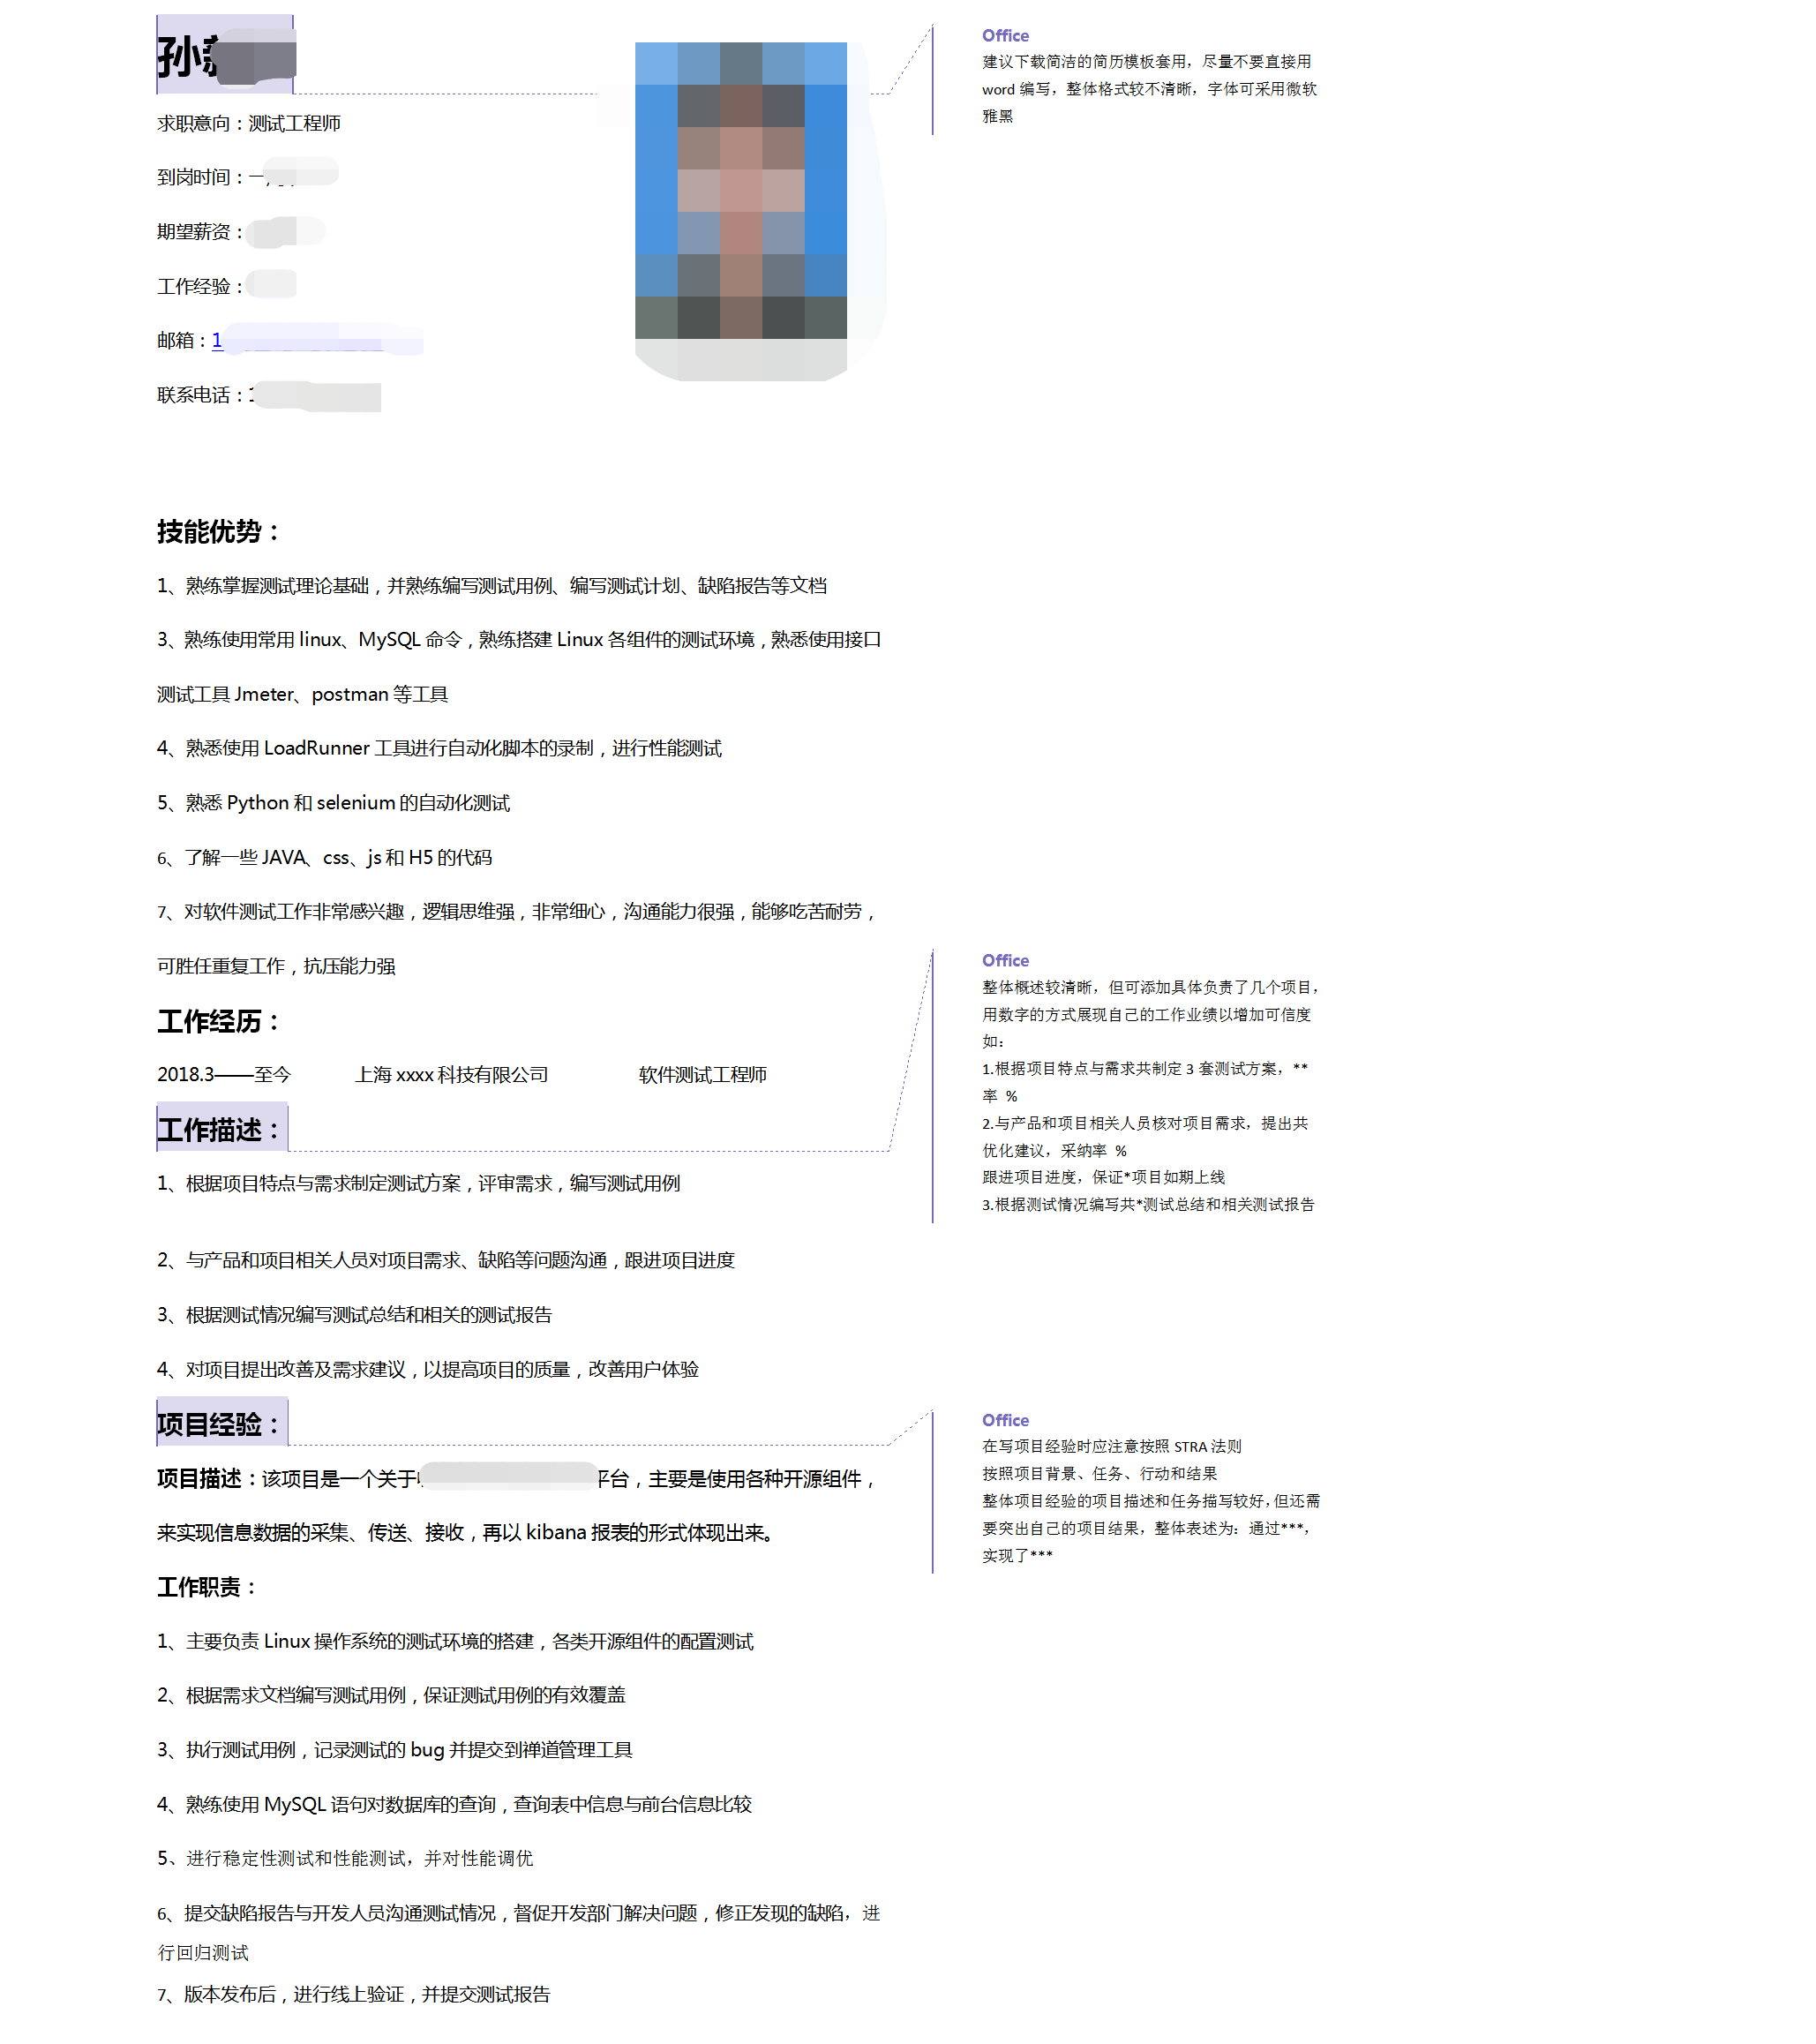 孙
Office
建议下载简洁的简历模板套用，尽量不要直接用
word 编写，整体格式较不清晰，字体可采用微软
雅黑
求职意向：测试工程师
到岗时间：一
期望薪资：
工作经验：
邮箱：1
联系电话：1
技能优势：
1、熟练掌握测试理论基础，并熟练编写测试用例、编写测试计划、缺陷报告等文档
3、熟练使用常用 linux、MySQL 命令，熟练搭建 Linux 各组件的测试环境，熟悉使用接口
测试工具 Jmeter、postman 等工具
4、熟悉使用 LoadRunner 工具进行自动化脚本的录制，进行性能测试
5、熟悉 Python 和 selenium 的自动化测试
6、了解一些 JAVA、css、js 和 H5 的代码
7、对软件测试工作非常感兴趣，逻辑思维强，非常细心，沟通能力很强，能够吃苦耐劳，
可胜任重复工作，抗压能力强
工作经历：
2018.3——至今 上海 xxxx 科技有限公司 软件测试工程师
工作描述：
Office
整体概述较清晰，但可添加具体负责了几个项目，
用数字的方式展现自己的工作业绩以增加可信度
如：
1.根据项目特点与需求共制定 3 套测试方案，**
率 %
2.与产品和项目相关人员核对项目需求，提出共
优化建议，采纳率 %
跟进项目进度，保证*项目如期上线
3.根据测试情况编写共*测试总结和相关测试报告
1、根据项目特点与需求制定测试方案，评审需求，编写测试用例
2、与产品和项目相关人员对项目需求、缺陷等问题沟通，跟进项目进度
3、根据测试情况编写测试总结和相关的测试报告
4、对项目提出改善及需求建议，以提高项目的质量，改善用户体验
项目经验：
Office
在写项目经验时应注意按照 STRA 法则
按照项目背景、任务、行动和结果
整体项目经验的项目描述和任务描写较好，但还需
要突出自己的项目结果，整体表述为：通过***，
实现了***
项目描述：该项目是一个关于 平台，主要是使用各种开源组件，
来实现信息数据的采集、传送、接收，再以 kibana 报表的形式体现出来。
工作职责：
1、主要负责 Linux 操作系统的测试环境的搭建，各类开源组件的配置测试
2、根据需求文档编写测试用例，保证测试用例的有效覆盖
3、执行测试用例，记录测试的 bug 并提交到禅道管理工具
4、熟练使用 MySQL 语句对数据库的查询，查询表中信息与前台信息比较
5、进行稳定性测试和性能测试，并对性能调优
6、提交缺陷报告与开发人员沟通测试情况，督促开发部门解决问题，修正发现的缺陷，进
行回归测试
7、版本发布后，进行线上验证，并提交测试报告